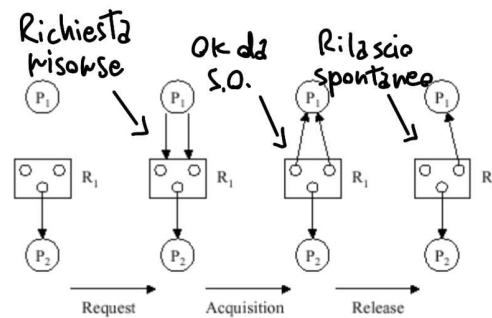 Richiesta
risorse
OK da
S.O.
Rilascio
spontaneo
P1
P1
P1
P1
R1
R1
R1
R
P2
P2
P2
P2
Request
Acquisition
Release